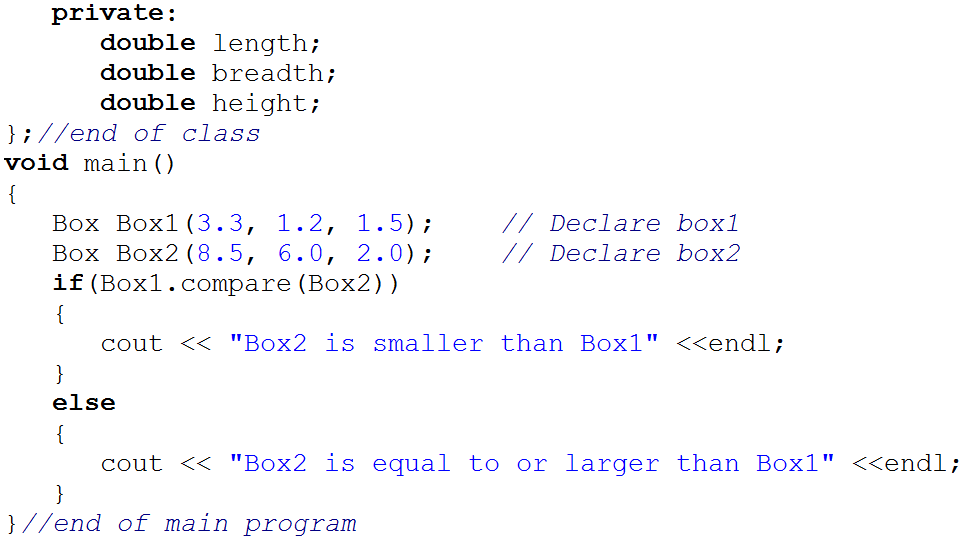 private:
double length;
double breadth;
double height;
};//end of class
void main()
{
Box Box1(3.3, 1.2, 1.5); // Declare box1
Box Box2(8.5, 6.0, 2.0); // Declare box2
if(Box1.compare(Box2))
{
cout << "Box2 is smaller than Box1" <<endl;
}
else
{
cout << "Box2 is equal to or larger than Box1" <<endl;
}
}//end of main program